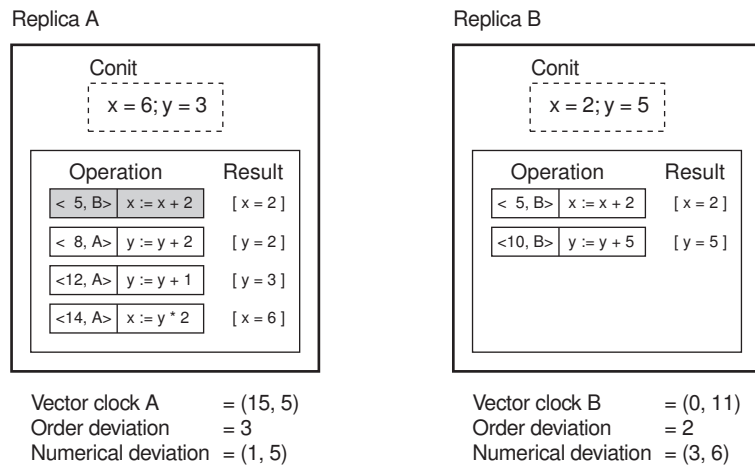 Replica A
Conit
x = 6; y = 3
Operation Result
< 5, B> x := x + 2 [ x = 2 ]
< 8, A> y := y + 2 [ y = 2 ]
<12, A> y := y + 1 [ y = 3 ]
<14, A> x := y * 2 [ x = 6 ]
Vector clock A = (15, 5)
Order deviation = 3
Numerical deviation = (1, 5)
Replica B
Conit
x = 2; y = 5
Operation Result
< 5, B> x := x + 2 [ x = 2 ]
<10, B> y := y + 5 [ y = 5 ]
Vector clock B = (0, 11)
Order deviation = 2
Numerical deviation = (3, 6)